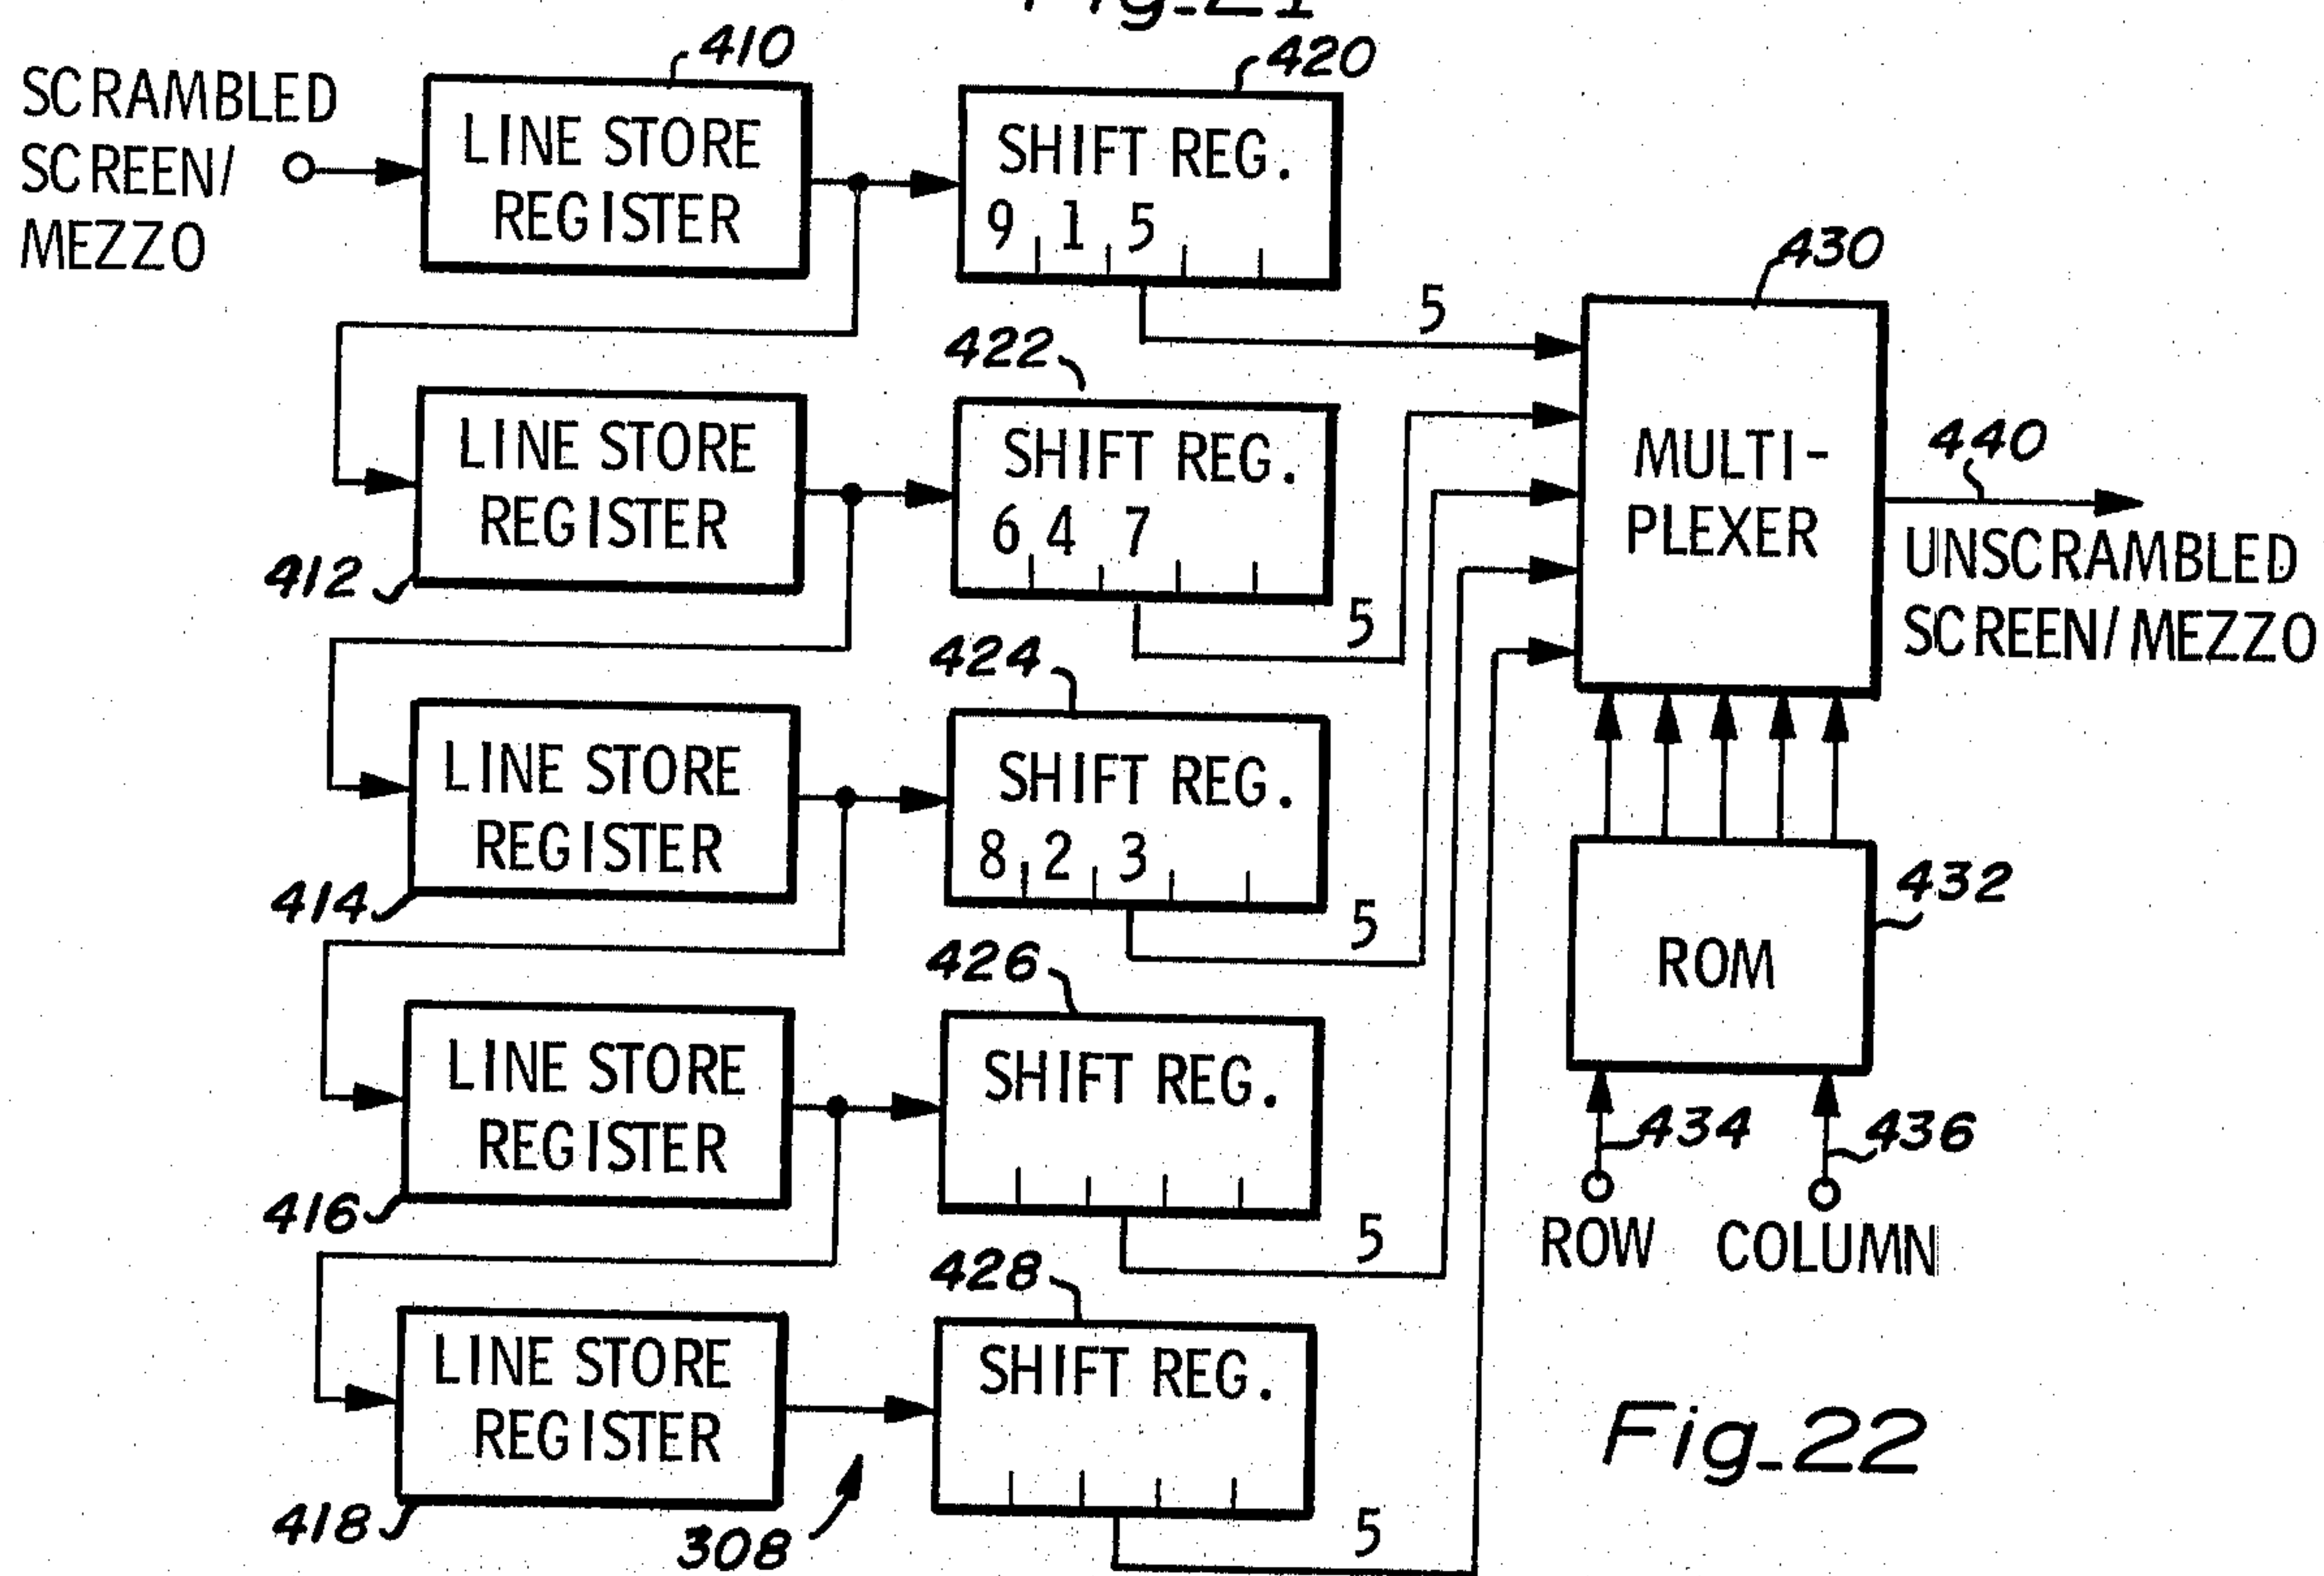 Fig_21
410
420
SCRAMBLED
SCREEN/
MEZZO
LINE STORE
REGISTER
SHIFT REG.
9 1 5
5
430
422
LINE STORE
REGISTER
412
SHIFT REG.
6 4 7
5
MULTI-
PLEXER
440
UNSCRAMBLED
SCREEN/MEZZO
424
LINE STORE
REGISTER
414
SHIFT REG.
8 2 3
5
432
ROM
426
LINE STORE
REGISTER
416
SHIFT REG.
5
434
436
ROW
COLUMN
428
LINE STORE
REGISTER
418
308
SHIFT REG.
5
Fig_22